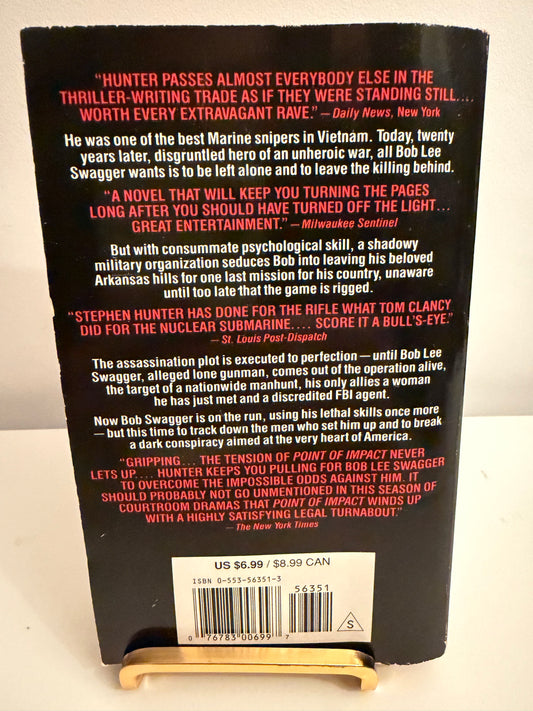 "HUNTER PASSES ALMOST EVERYBODY ELSE IN THE
THRILLER-WRITING TRADE AS IF THEY WERE STANDING STILL....
WORTH EVERY EXTRAVAGANT RAVE." — Daily News, New York
He was one of the best Marine snipers in Vietnam. Today, twenty
years later, disgruntled hero of an unheroic war, all Bob Lee
Swagger wants is to be left alone and to leave the killing behind.
"A NOVEL THAT WILL KEEP YOU TURNING THE PAGES
LONG AFTER YOU SHOULD HAVE TURNED OFF THE LIGHT...
GREAT ENTERTAINMENT." — Milwaukee Sentinel
But with consummate psychological skill, a shadowy
military organization seduces Bob into leaving his beloved
Arkansas hills for one last mission for his country, unaware
until too late that the game is rigged.
"STEPHEN HUNTER HAS DONE FOR THE RIFLE WHAT TOM CLANCY
DID FOR THE NUCLEAR SUBMARINE.... SCORE IT A BULL'S-EYE."
— St. Louis Post-Dispatch
The assassination plot is executed to perfection — until Bob Lee
Swagger, alleged lone gunman, comes out of the operation alive,
the target of a nationwide manhunt, his only allies a woman
he has just met and a discredited FBI agent.
Now Bob Swagger is on the run, using his lethal skills once more
— but this time to track down the men who set him up and to break
a dark conspiracy aimed at the very heart of America.
"GRIPPING... THE TENSION OF POINT OF IMPACT NEVER
LETS UP.... HUNTER KEEPS YOU PULLING FOR BOB LEE SWAGGER
TO OVERCOME THE IMPOSSIBLE ODDS AGAINST HIM. IT
SHOULD PROBABLY NOT GO UNMENTIONED IN THIS SEASON OF
COURTROOM DRAMAS THAT POINT OF IMPACT WINDS UP
WITH A HIGHLY SATISFYING LEGAL TURNABOUT."
— The New York Times
US $6.99 / $8.99 CAN
ISBN 0-553-56351-3
56351
0 76783 00699 7
S